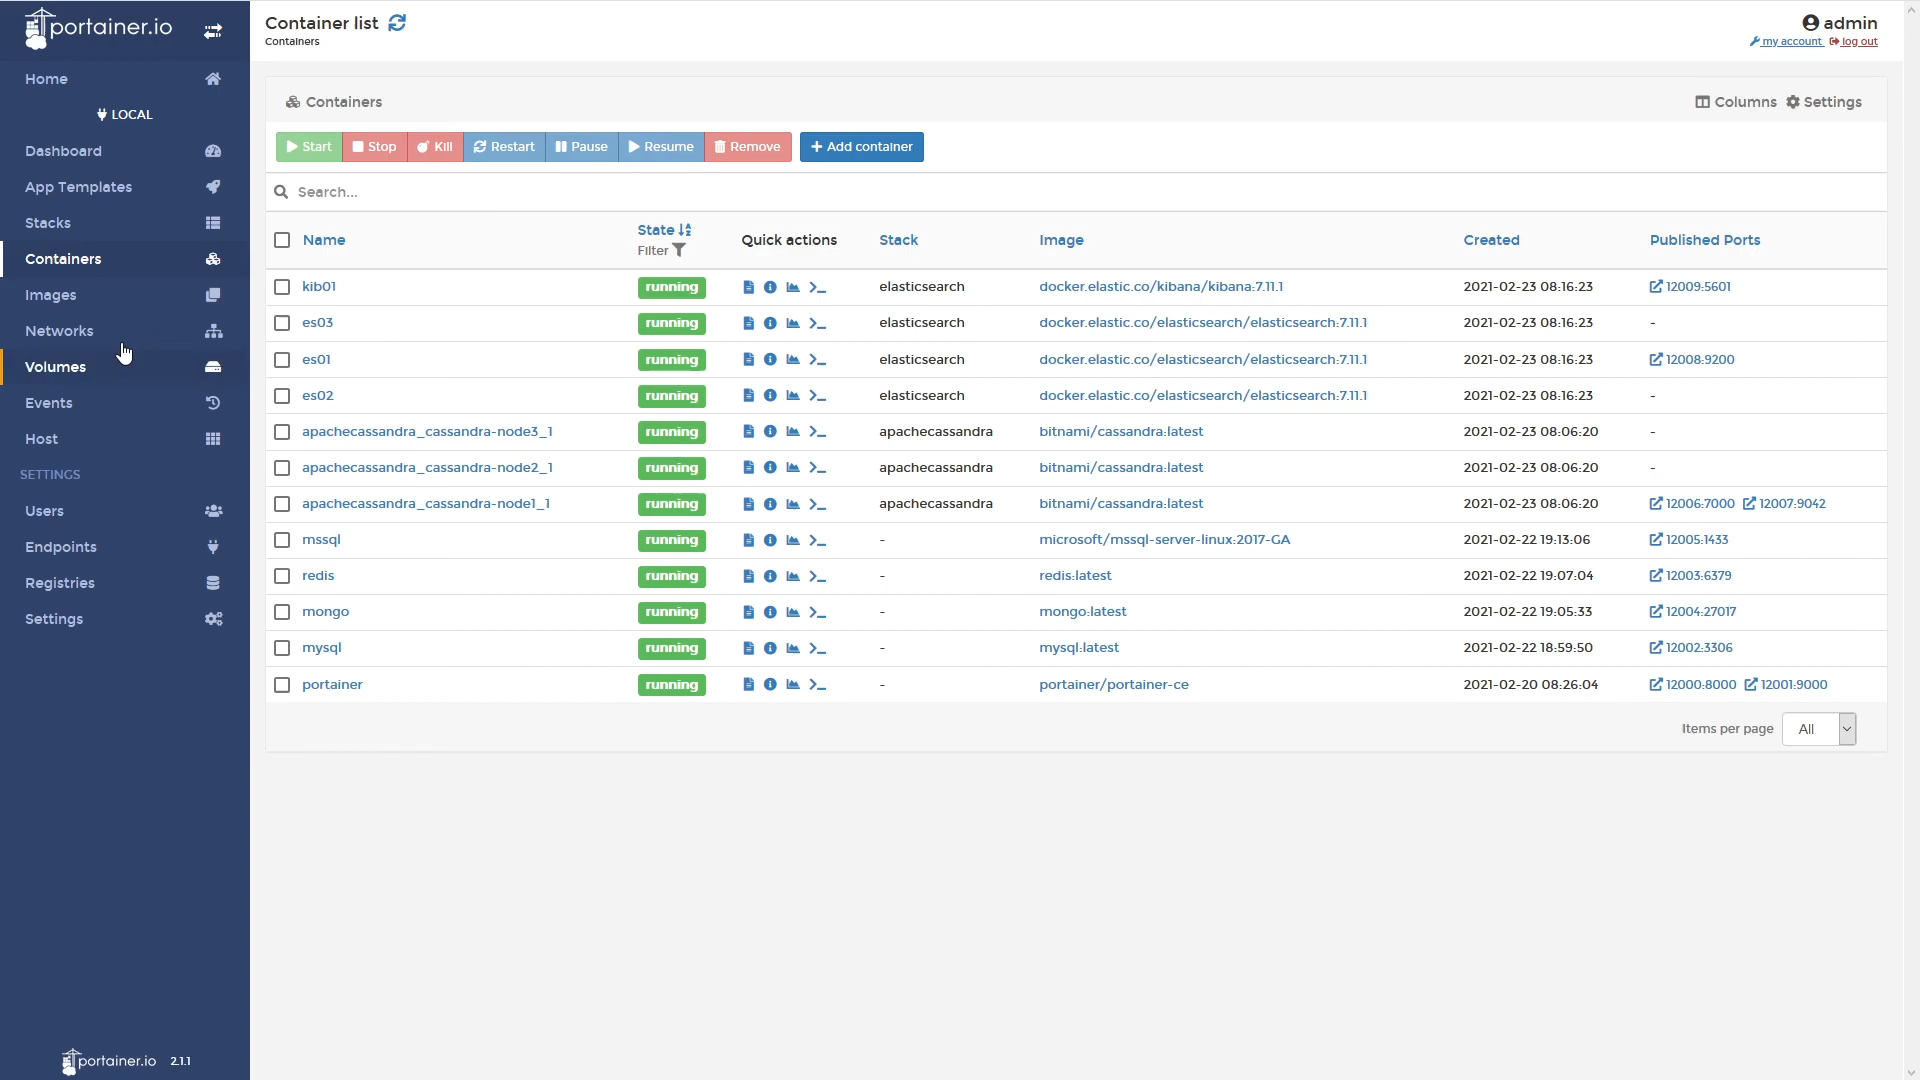 portainer.io
Home
LOCAL
Dashboard
App Templates
Stacks
Containers
Images
Networks
Volumes
Events
Host
SETTINGS
Users
Endpoints
Registries
Settings
portainer.io 2.1.1
Container list
Containers
admin
my account log out
Containers
Columns Settings
Start Stop Kill Restart Pause Resume Remove Add container
Search...
Name State Filter Quick actions Stack Image Created Published Ports
kib01 running elasticsearch docker.elastic.co/kibana/kibana:7.11.1 2021-02-23 08:16:23 12009:5601
es03 running elasticsearch docker.elastic.co/elasticsearch/elasticsearch:7.11.1 2021-02-23 08:16:23 -
es01 running elasticsearch docker.elastic.co/elasticsearch/elasticsearch:7.11.1 2021-02-23 08:16:23 12008:9200
es02 running elasticsearch docker.elastic.co/elasticsearch/elasticsearch:7.11.1 2021-02-23 08:16:23 -
apachecassandra_cassandra-node3_1 running apachecassandra bitnami/cassandra:latest 2021-02-23 08:06:20 -
apachecassandra_cassandra-node2_1 running apachecassandra bitnami/cassandra:latest 2021-02-23 08:06:20 -
apachecassandra_cassandra-node1_1 running apachecassandra bitnami/cassandra:latest 2021-02-23 08:06:20 12006:7000 12007:9042
mssql running - microsoft/mssql-server-linux:2017-GA 2021-02-22 19:13:06 12005:1433
redis running - redis:latest 2021-02-22 19:07:04 12003:6379
mongo running - mongo:latest 2021-02-22 19:05:33 12004:27017
mysql running - mysql:latest 2021-02-22 18:59:50 12002:3306
portainer running - portainer/portainer-ce 2021-02-20 08:26:04 12000:8000 12001:9000
Items per page All